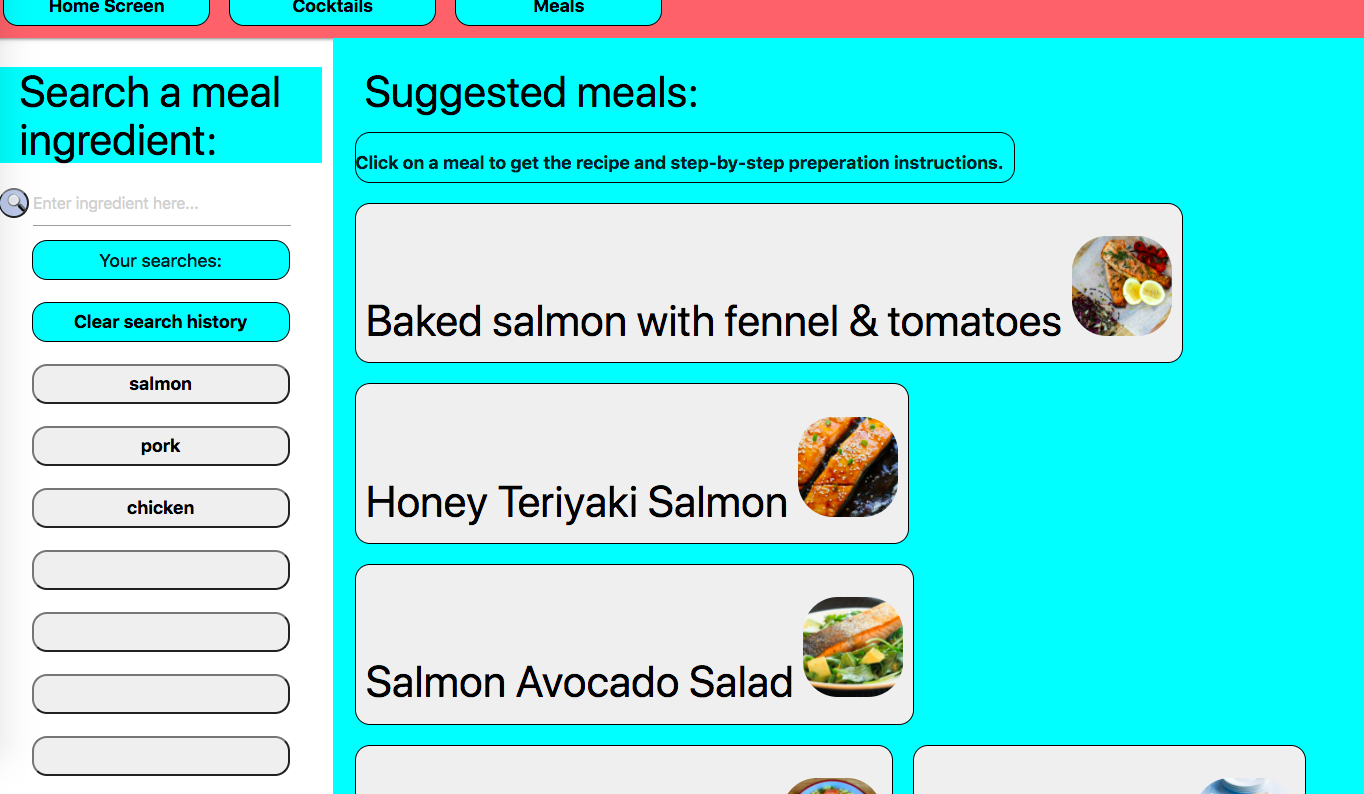 Home Screen
Cocktails
Meals
Search a meal
ingredient:
Enter ingredient here...
Your searches:
Clear search history
salmon
pork
chicken
Suggested meals:
Click on a meal to get the recipe and step-by-step preperation instructions.
Baked salmon with fennel & tomatoes
Honey Teriyaki Salmon
Salmon Avocado Salad